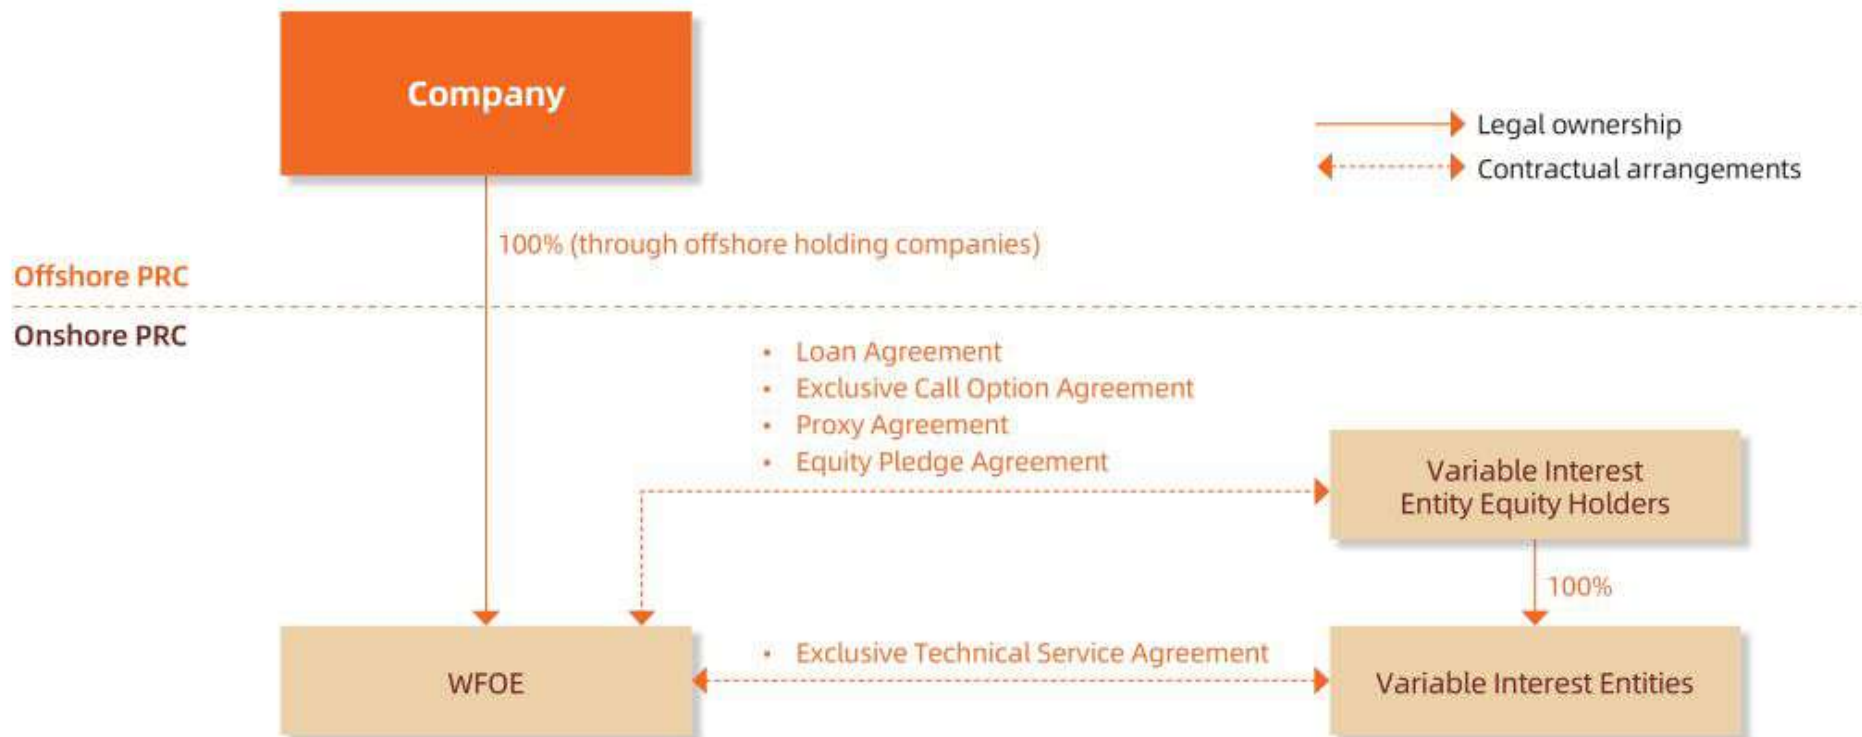 Company
Legal ownership
Contractual arrangements
100% (through offshore holding companies)
Offshore PRC
Onshore PRC
• Loan Agreement
• Exclusive Call Option Agreement
• Proxy Agreement
• Equity Pledge Agreement
Variable Interest
Entity Equity Holders
100%
• Exclusive Technical Service Agreement
WFOE
Variable Interest Entities